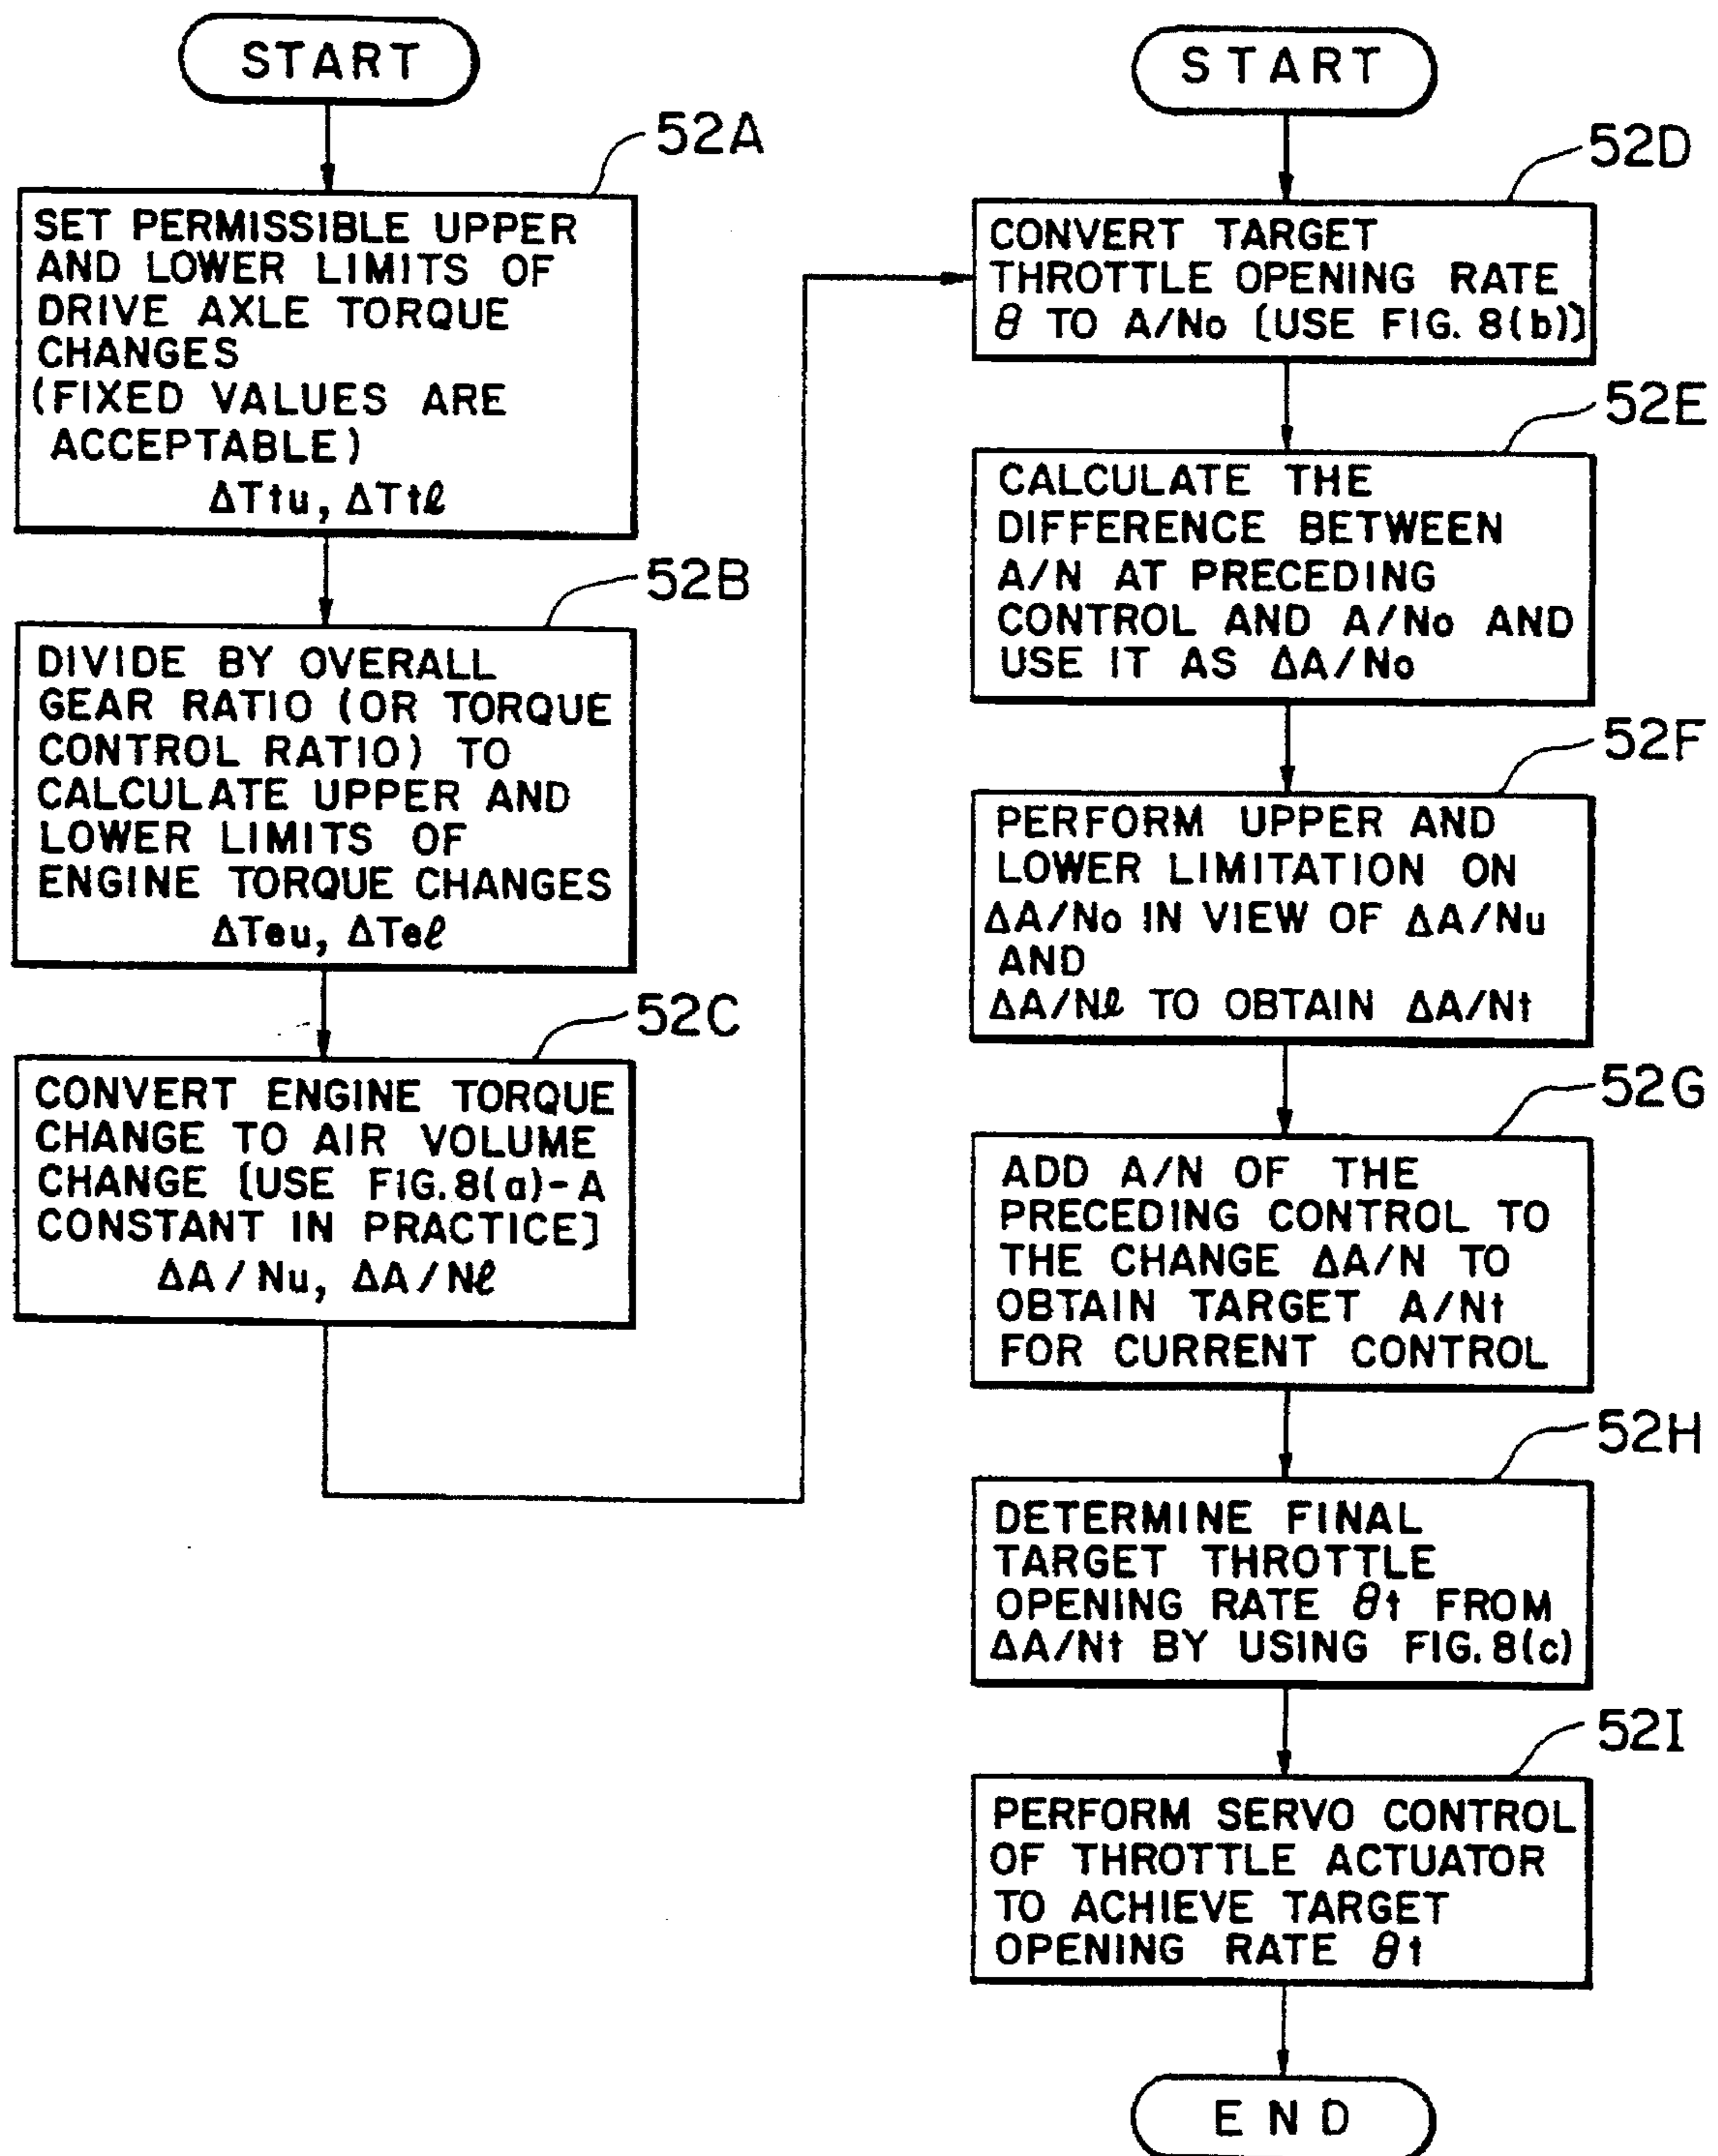 START
52A
SET PERMISSIBLE UPPER
AND LOWER LIMITS OF
DRIVE AXLE TORQUE
CHANGES
(FIXED VALUES ARE
ACCEPTABLE)
ΔTtu, ΔTtℓ
52B
DIVIDE BY OVERALL
GEAR RATIO (OR TORQUE
CONTROL RATIO) TO
CALCULATE UPPER AND
LOWER LIMITS OF
ENGINE TORQUE CHANGES
ΔTeu, ΔTeℓ
52C
CONVERT ENGINE TORQUE
CHANGE TO AIR VOLUME
CHANGE [USE FIG.8(a)-A
CONSTANT IN PRACTICE]
ΔA/Nu, ΔA/Nℓ
START
52D
CONVERT TARGET
THROTTLE OPENING RATE
θ TO A/No [USE FIG. 8(b)]
52E
CALCULATE THE
DIFFERENCE BETWEEN
A/N AT PRECEDING
CONTROL AND A/No AND
USE IT AS ΔA/No
52F
PERFORM UPPER AND
LOWER LIMITATION ON
ΔA/No IN VIEW OF ΔA/Nu
AND
ΔA/Nℓ TO OBTAIN ΔA/Nt
52G
ADD A/N OF THE
PRECEDING CONTROL TO
THE CHANGE ΔA/N TO
OBTAIN TARGET A/Nt
FOR CURRENT CONTROL
52H
DETERMINE FINAL
TARGET THROTTLE
OPENING RATE θt FROM
ΔA/Nt BY USING FIG. 8(c)
52I
PERFORM SERVO CONTROL
OF THROTTLE ACTUATOR
TO ACHIEVE TARGET
OPENING RATE θt
END